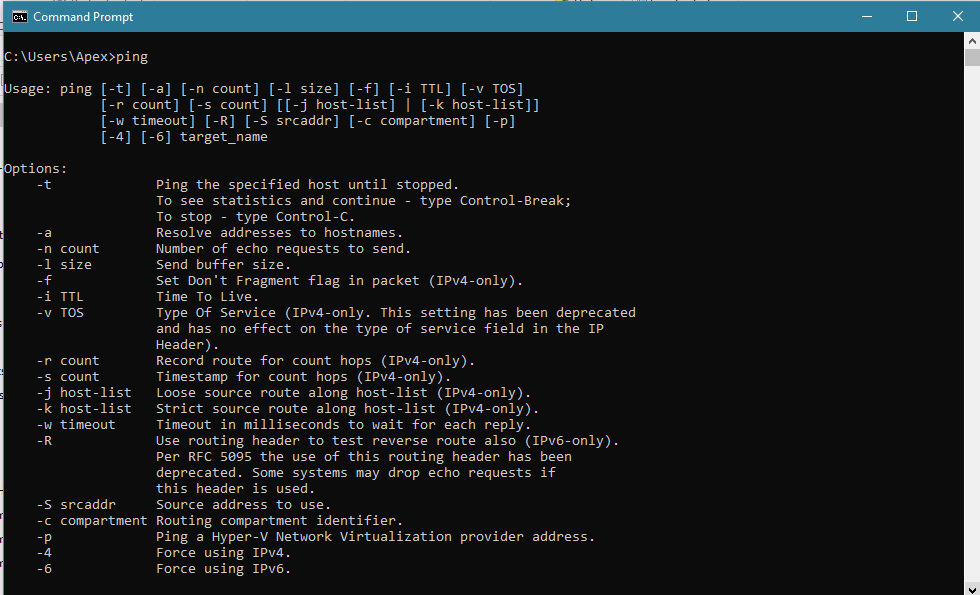 Command Prompt
C:\Users\Apex>ping
Usage: ping [-t] [-a] [-n count] [-l size] [-f] [-i TTL] [-v TOS]
            [-r count] [-s count] [[-j host-list] | [-k host-list]]
            [-w timeout] [-R] [-S srcaddr] [-c compartment] [-p]
            [-4] [-6] target_name
Options:
    -t             Ping the specified host until stopped.
                   To see statistics and continue - type Control-Break;
                   To stop - type Control-C.
    -a             Resolve addresses to hostnames.
    -n count       Number of echo requests to send.
    -l size        Send buffer size.
    -f             Set Don't Fragment flag in packet (IPv4-only).
    -i TTL         Time To Live.
    -v TOS         Type Of Service (IPv4-only. This setting has been deprecated
                   and has no effect on the type of service field in the IP
                   Header).
    -r count       Record route for count hops (IPv4-only).
    -s count       Timestamp for count hops (IPv4-only).
    -j host-list   Loose source route along host-list (IPv4-only).
    -k host-list   Strict source route along host-list (IPv4-only).
    -w timeout     Timeout in milliseconds to wait for each reply.
    -R             Use routing header to test reverse route also (IPv6-only).
                   Per RFC 5095 the use of this routing header has been
                   deprecated. Some systems may drop echo requests if
                   this header is used.
    -S srcaddr     Source address to use.
    -c compartment Routing compartment identifier.
    -p             Ping a Hyper-V Network Virtualization provider address.
    -4             Force using IPv4.
    -6             Force using IPv6.